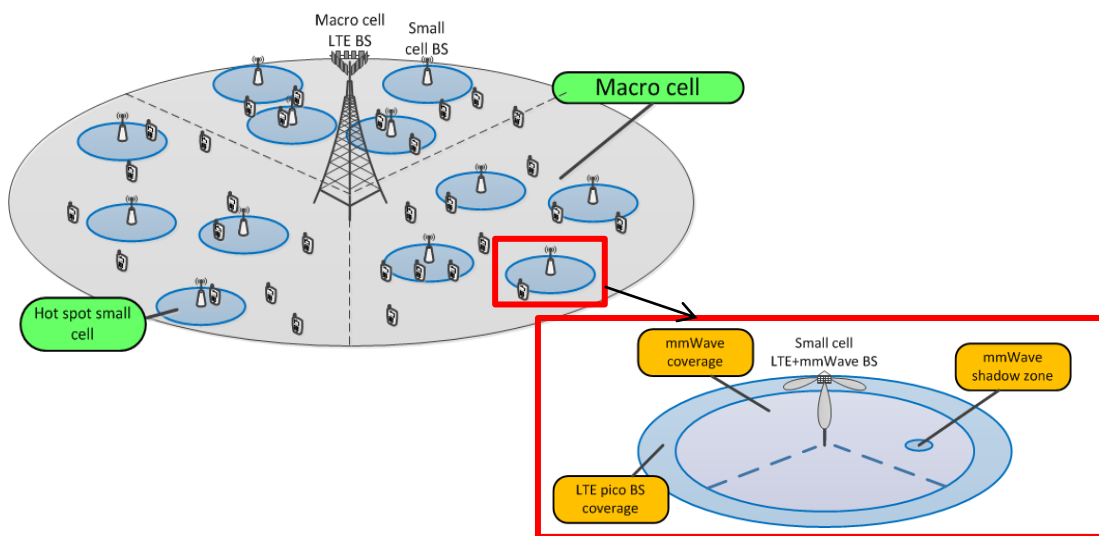 Macro cell
LTE BS
Small
cell BS
Macro cell
Hot spot small
cell
mmWave
coverage
Small cell
LTE+mmWave BS
mmWave
shadow zone
LTE pico BS
coverage